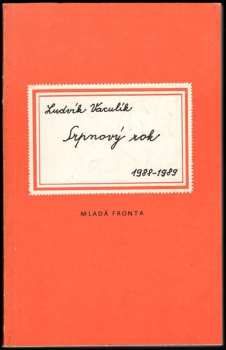 Ludvík Vaculík
Srpnový rok
1988-1989
MLADÁ FRONTA